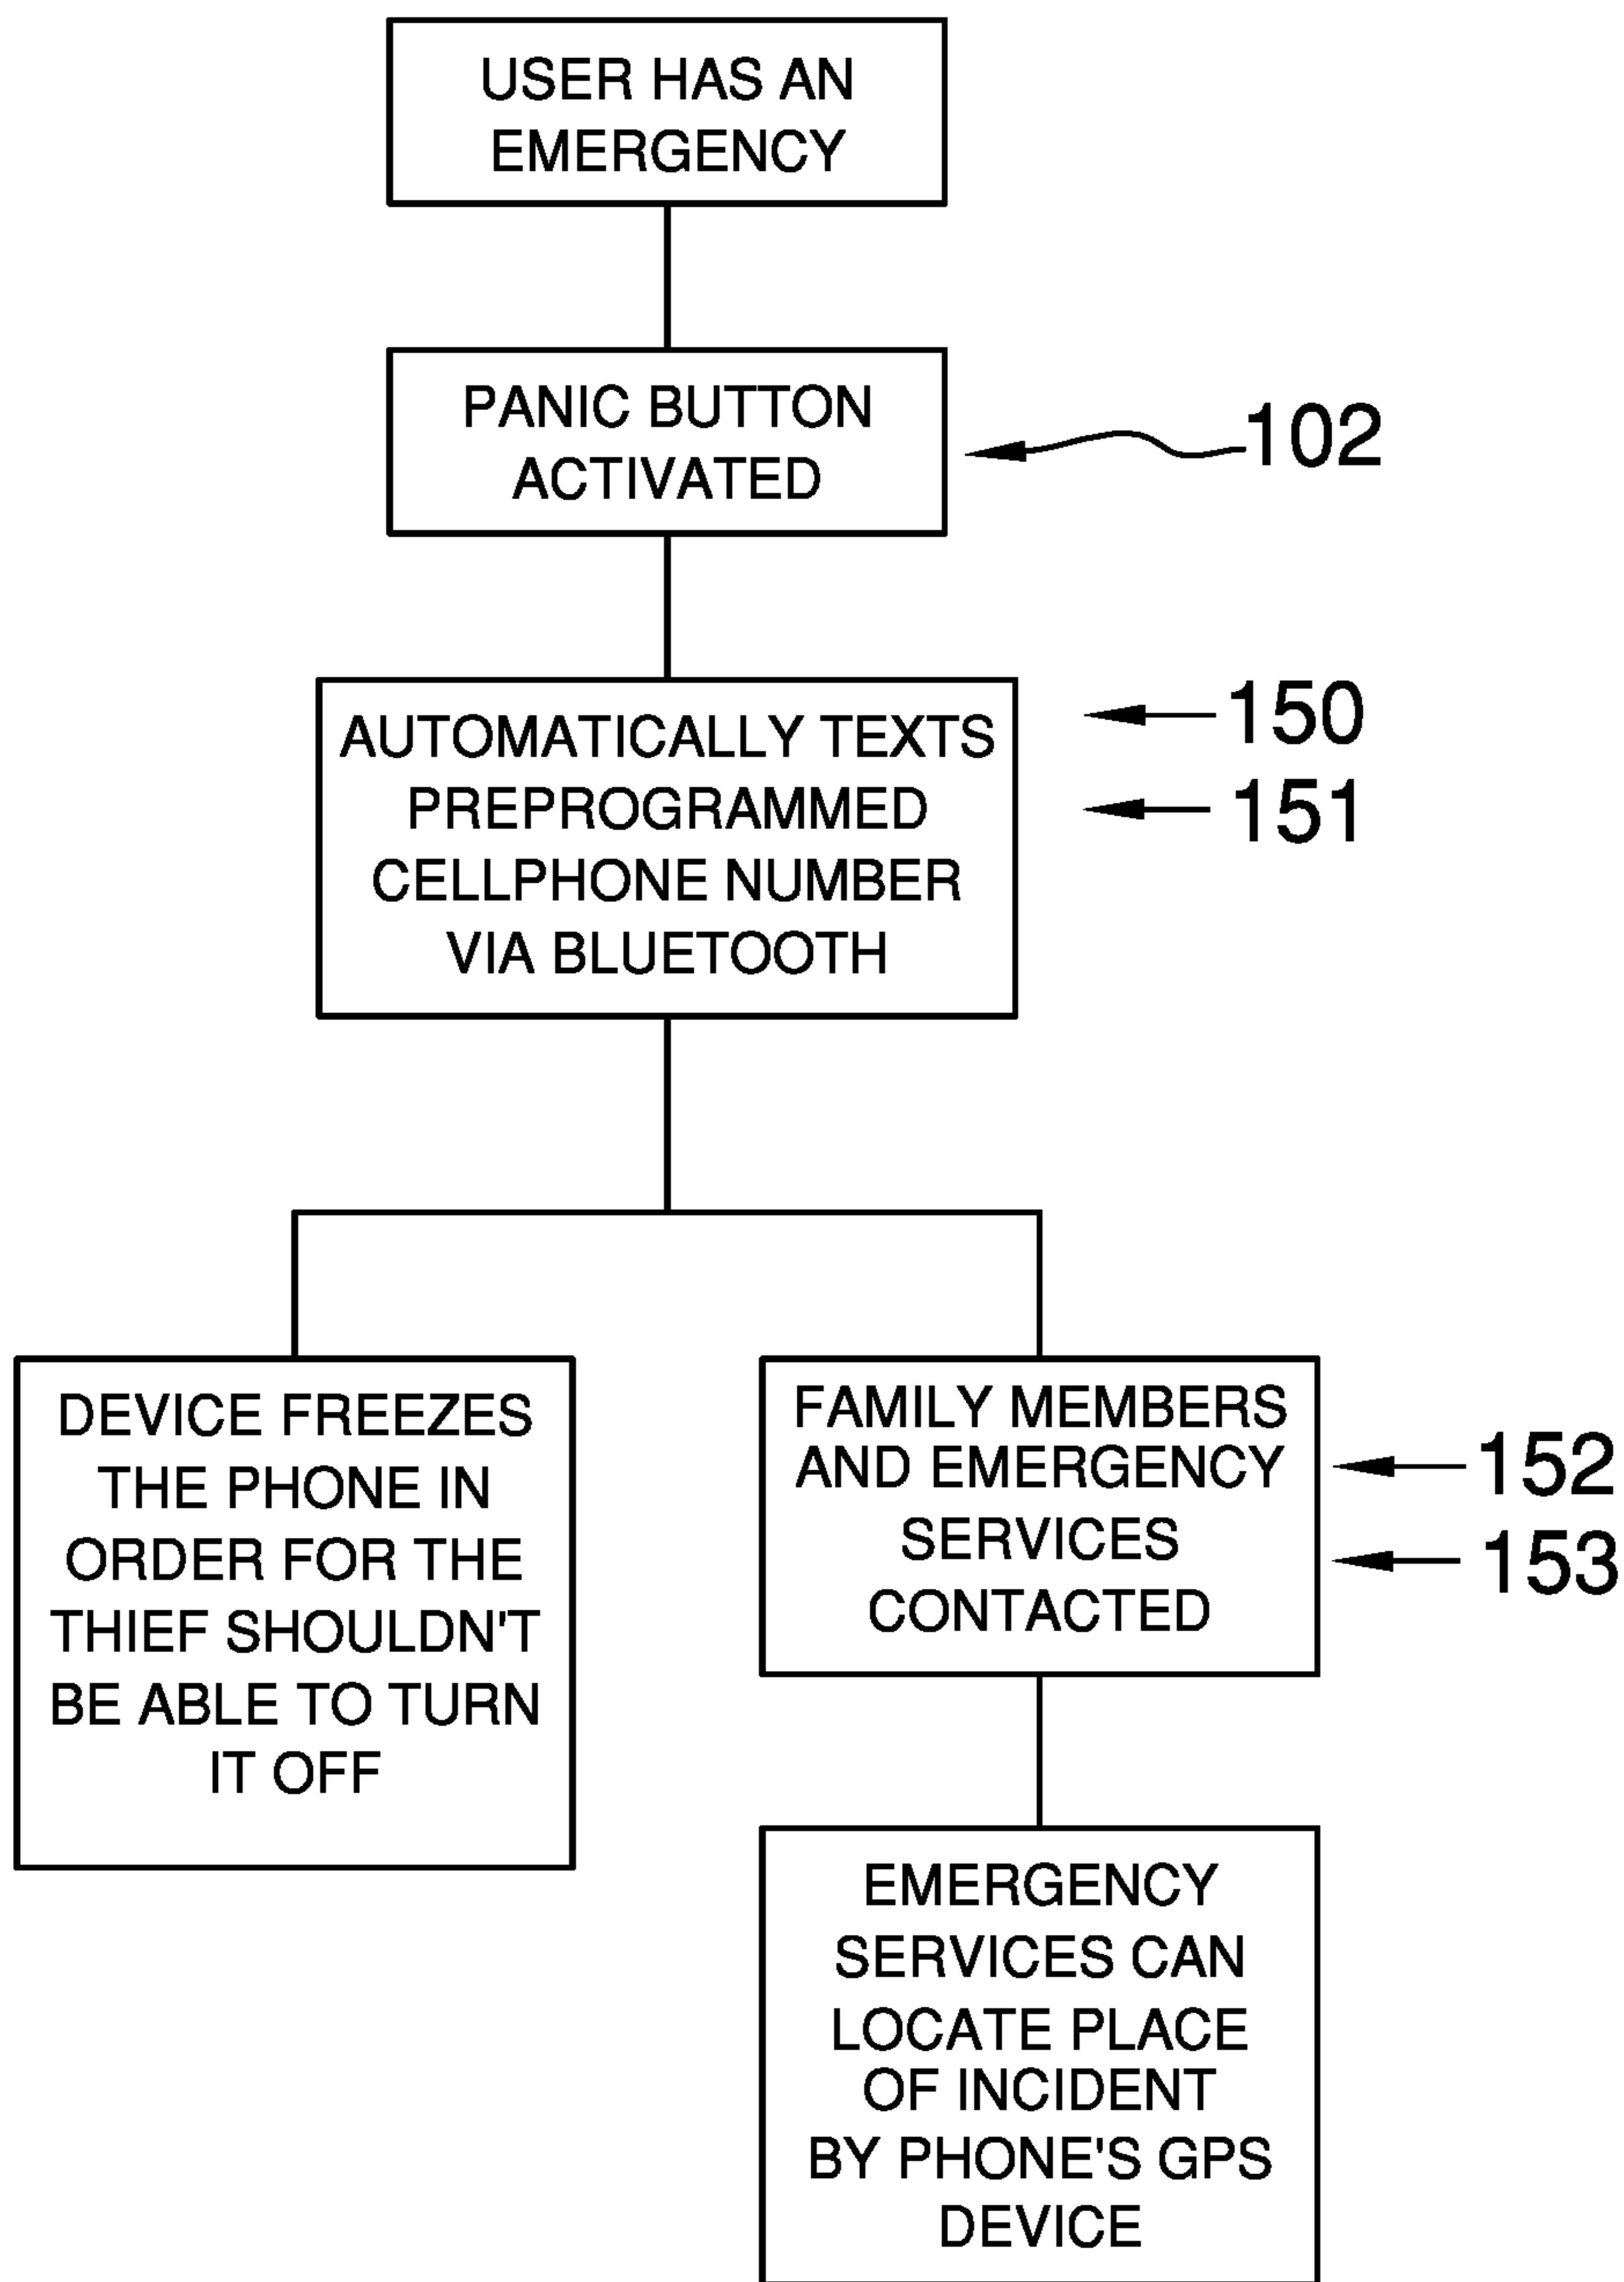 USER HAS AN
EMERGENCY
PANIC BUTTON
ACTIVATED
102
AUTOMATICALLY TEXTS
PREPROGRAMMED
CELLPHONE NUMBER
VIA BLUETOOTH
150
151
DEVICE FREEZES
THE PHONE IN
ORDER FOR THE
THIEF SHOULDN'T
BE ABLE TO TURN
IT OFF
FAMILY MEMBERS
AND EMERGENCY
SERVICES
CONTACTED
152
153
EMERGENCY
SERVICES CAN
LOCATE PLACE
OF INCIDENT
BY PHONE'S GPS
DEVICE